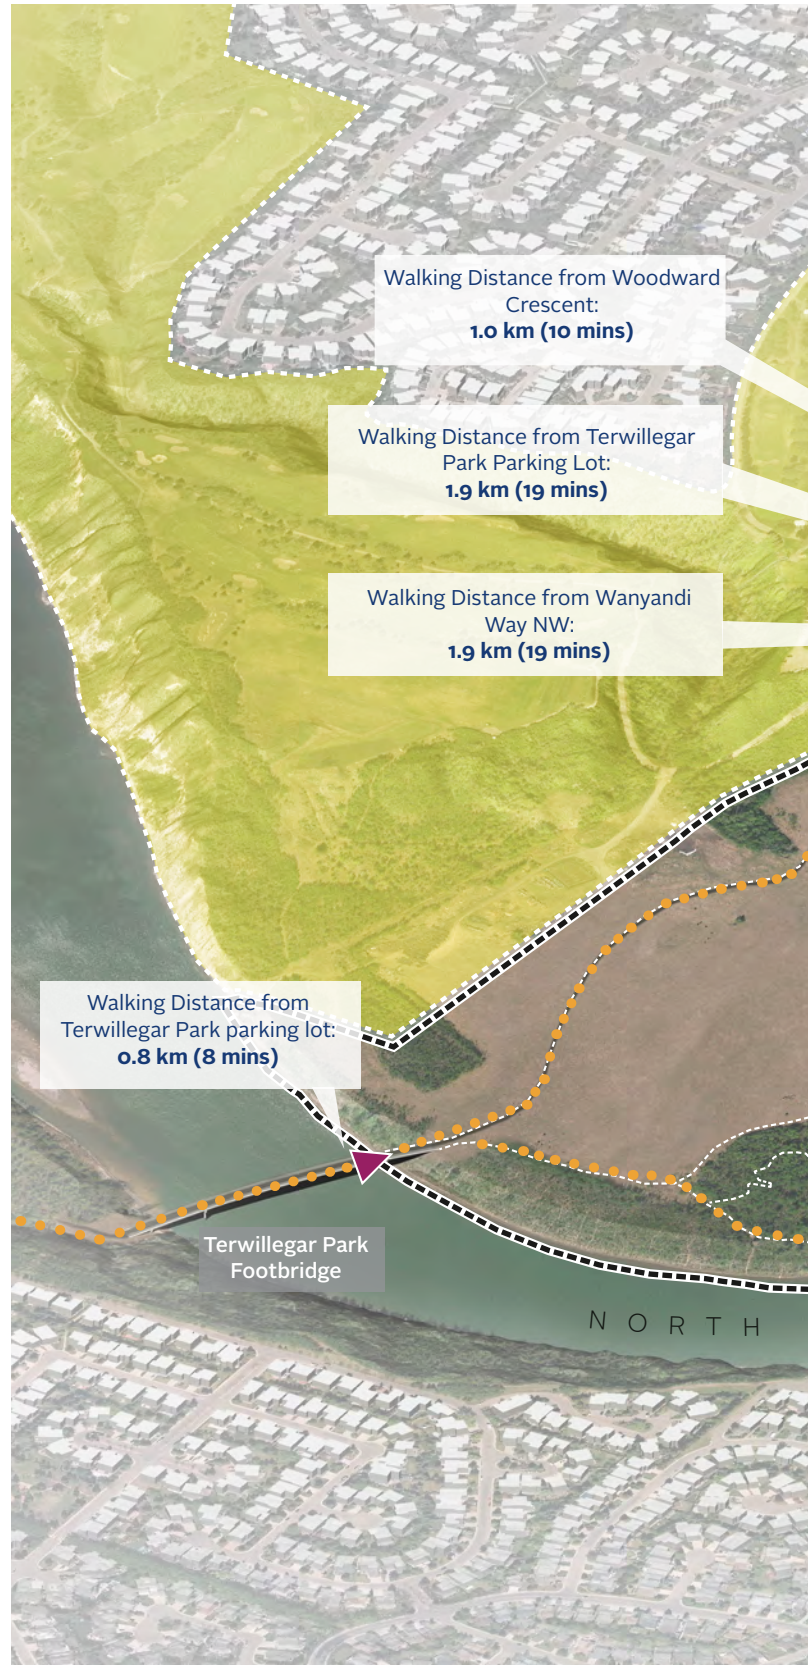 Walking Distance from Woodward
Crescent:
1.0 km (10 mins)
Walking Distance from Terwillegar
Park Parking Lot:
1.9 km (19 mins)
Walking Distance from Wanyandi
Way NW:
1.9 km (19 mins)
Walking Distance from
Terwillegar Park parking lot:
0.8 km (8 mins)
Terwillegar Park
Footbridge
NORTH